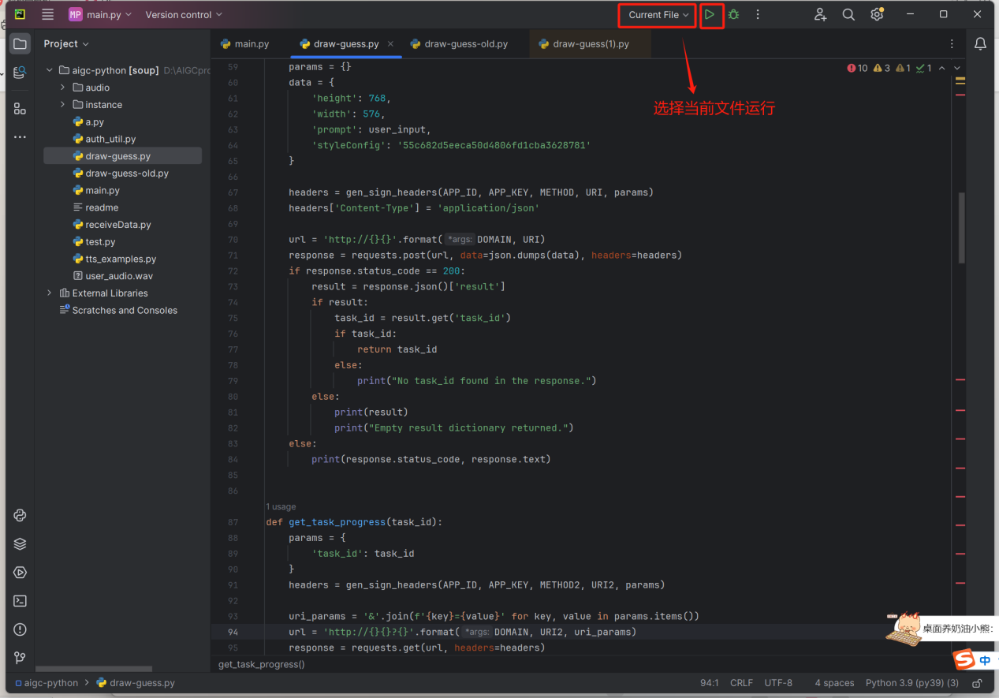 PC MP main.py Version control Current File
Project
main.py draw-guess.py draw-guess-old.py draw-guess(1).py
aigc-python [soup] D:\AIGCpro
audio
instance
a.py
auth_util.py
draw-guess.py
draw-guess-old.py
main.py
readme
receiveData.py
test.py
tts_examples.py
user_audio.wav
External Libraries
Scratches and Consoles
10 3 1 1
选择当前文件运行
59 params = {}
60 data = {
61 'height': 768,
62 'width': 576,
63 'prompt': user_input,
64 'styleConfig': '55c682d5eeca50d4806fd1cba3628781'
65 }
66
67 headers = gen_sign_headers(APP_ID, APP_KEY, METHOD, URI, params)
68 headers['Content-Type'] = 'application/json'
69
70 url = 'http://{}{}'.format( *args: DOMAIN, URI)
71 response = requests.post(url, data=json.dumps(data), headers=headers)
72 if response.status_code == 200:
73 result = response.json()['result']
74 if result:
75 task_id = result.get('task_id')
76 if task_id:
77 return task_id
78 else:
79 print("No task_id found in the response.")
80 else:
81 print(result)
82 print("Empty result dictionary returned.")
83 else:
84 print(response.status_code, response.text)
85
86
1 usage
87 def get_task_progress(task_id):
88 params = {
89 'task_id': task_id
90 }
91 headers = gen_sign_headers(APP_ID, APP_KEY, METHOD2, URI2, params)
92
93 uri_params = '&'.join(f'{key}={value}' for key, value in params.items())
94 url = 'http://{}{}?{}'.format( *args: DOMAIN, URI2, uri_params)
95 response = requests.get(url, headers=headers)
get_task_progress()
桌面养奶油小熊:
S 中
aigc-python > draw-guess.py 94:1 CRLF UTF-8 4 spaces Python 3.9 (py39) (3)